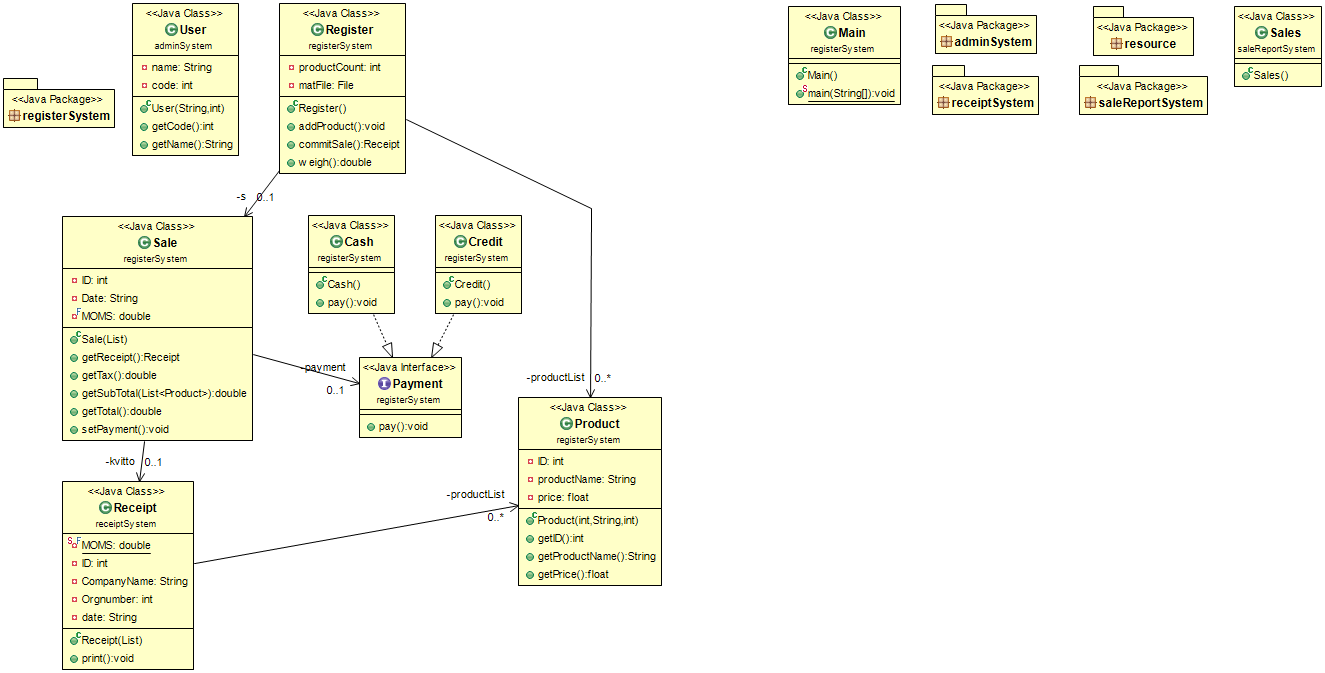 <<Java Package>>
registerSystem
<<Java Class>>
User
adminSystem
name: String
code: int
User(String,int)
getCode():int
getName():String
<<Java Class>>
Register
registerSystem
productCount: int
matFile: File
Register()
addProduct():void
commitSale():Receipt
weigh():double
-s
0..1
<<Java Class>>
Sale
registerSystem
ID: int
Date: String
MOMS: double
Sale(List)
getReceipt():Receipt
getTax():double
getSubTotal(List<Product>):double
getTotal():double
setPayment():void
<<Java Class>>
Cash
registerSystem
Cash()
pay():void
<<Java Class>>
Credit
registerSystem
Credit()
pay():void
-payment
0..1
<<Java Interface>>
Payment
registerSystem
pay():void
-productList
0..*
<<Java Class>>
Product
registerSystem
ID: int
productName: String
price: float
Product(int,String,int)
getID():int
getProductName():String
getPrice():float
-kvitto
0..1
<<Java Class>>
Receipt
receiptSystem
MOMS: double
ID: int
CompanyName: String
Orgnumber: int
date: String
Receipt(List)
print():void
-productList
0..*
<<Java Class>>
Main
registerSystem
Main()
main(String[]):void
<<Java Package>>
adminSystem
<<Java Package>>
resource
<<Java Package>>
receiptSystem
<<Java Package>>
saleReportSystem
<<Java Class>>
Sales
saleReportSystem
Sales()